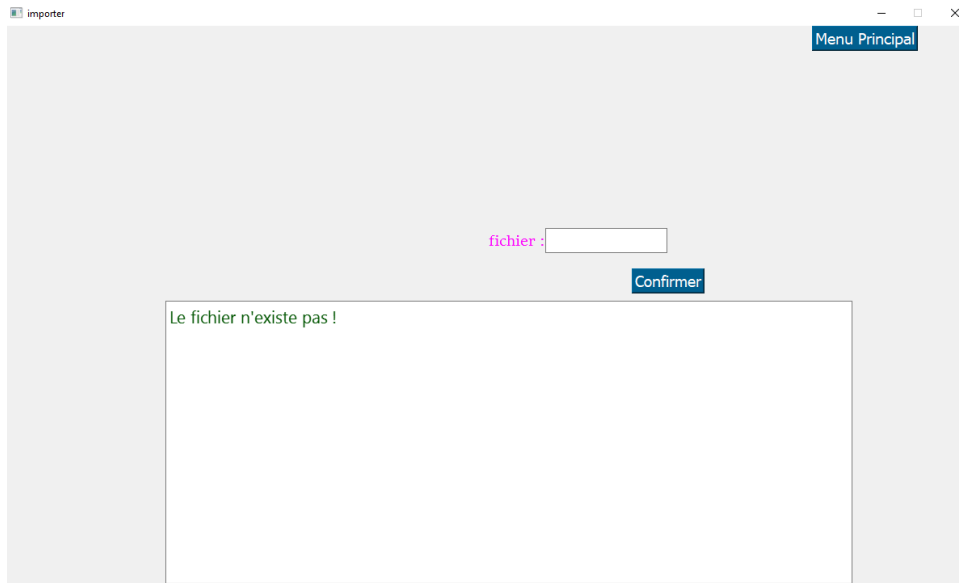 importer
Menu Principal
fichier :
Confirmer
Le fichier n'existe pas !